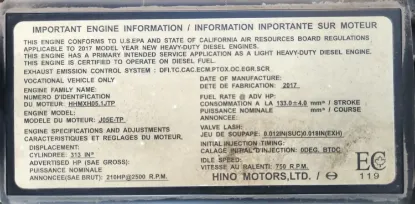 IMPORTANT ENGINE INFORMATION / INFORMATION INPORTANTE SUR MOTEUR
THIS ENGINE CONFORMS TO U.S.EPA AND STATE OF CALIFORNIA AIR RESOURCES BOARD REGULATIONS
APPLICABLE TO 2017 MODEL YEAR NEW HEAVY-DUTY DIESEL ENGINES.
THIS ENGINE HAS A PRIMARY INTENDED SERVICE APPLICATION AS A LIGHT HEAVY-DUTY DIESEL ENGINE.
THIS ENGINE IS CERTIFIED TO OPERATE ON DIESEL FUEL.
EXHAUST EMISSION CONTROL SYSTEM : DFI.TC.CAC.ECM.PTOX.OC.EGR.SCR
VOCATIONAL VEHICLE ONLY
DATE OF MANUFACTURE:
DETE DE FABRICATION: 2017
ENGINE FAMILY NAME:
NUMERO D'IDENTIFICATION
DU MOTEUR: HHMXH05.1JTP
FUEL RATE @ ADV HP:
CONSOMMATION A LA 133.0±4.0 mm³ / STROKE
ENGINE MODEL:
MODELE DU MOTEUR: J05E-TP
PUISSANCE NOMINALE mm³ / COURSE
ANNONCEE
ENGINE SPECIFICATIONS AND ADJUSTMENTS
CARACTERISTIQUES ET REGLAGES DU MOTEUR.
VALVE LASH:
JEU DE SOUPAPE: 0.012IN(SUC)0.018IN(EXH)
DISPLACEMENT:
CYLINDREE: 313 IN³
INITIAL INJECTION TIMING:
CALAGE INITIAL D'INJECTION: 0DEG. BTDC
ADVERTISED HP (SAE GROSS):
PUISSANCE NOMINALE
ANNONCEE(SAE BRUT): 210HP@2500 R.P.M.
IDLE SPEED:
VITESSE AU RALENTI: 750 R.P.M.
HINO MOTORS,LTD. /
EC
119